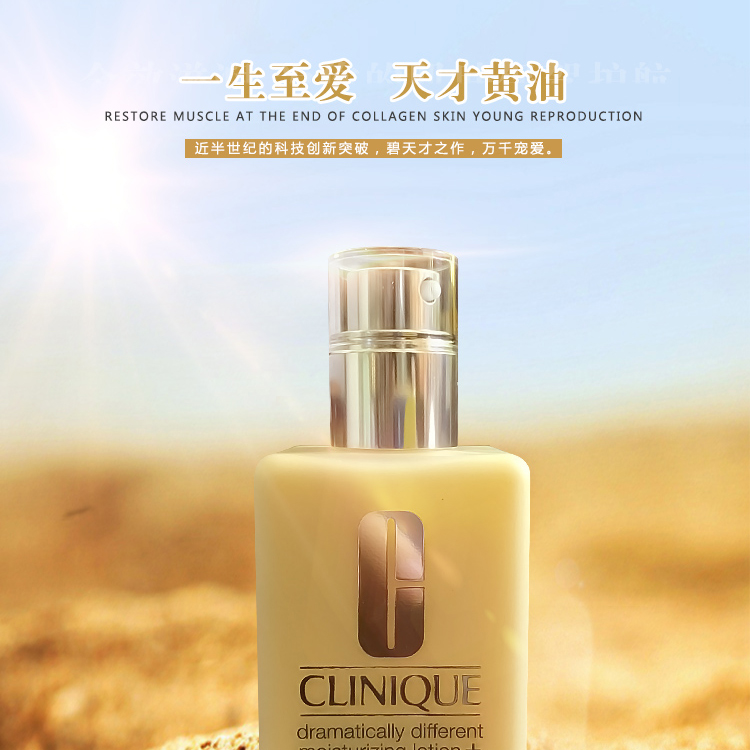 一生至爱 天才黄油
RESTORE MUSCLE AT THE END OF COLLAGEN SKIN YOUNG REPRODUCTION
近半世纪的科技创新突破，碧天才之作，万千宠爱。
CLINIQUE
dramatically different
moisturizing lotion+